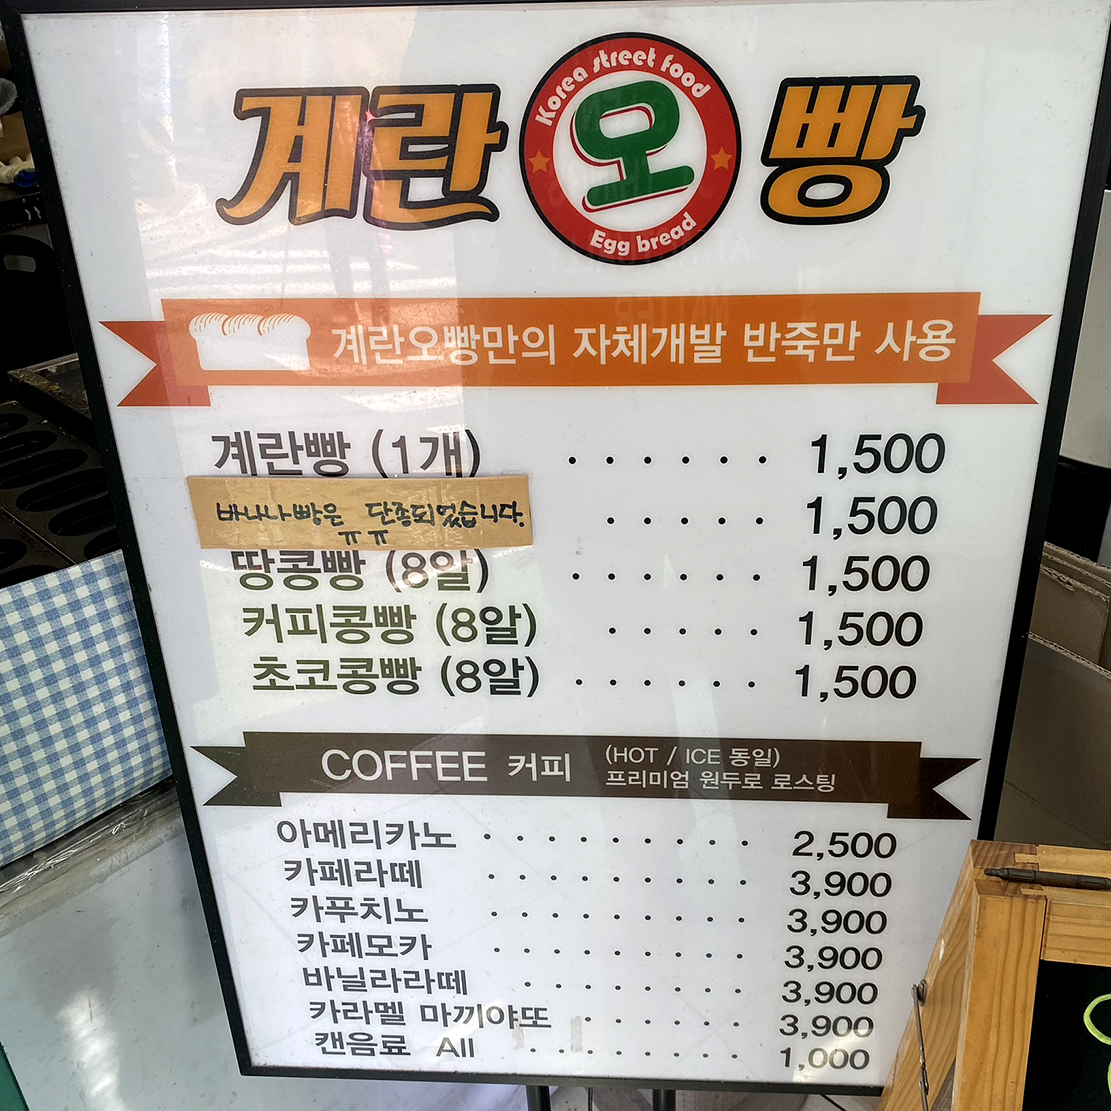 계란오빵
Korea street food
Egg bread
계란오빵만의 자체개발 반죽만 사용
계란빵 (1개) · · · · · · 1,500
바나나빵은 단종되었습니다. ㅠㅠ · · · · 1,500
땅콩빵 (8알) · · · · · · 1,500
커피콩빵 (8알) · · · · · 1,500
초코콩빵 (8알) · · · · · · 1,500
COFFEE 커피 (HOT / ICE 동일)
프리미엄 원두로 로스팅
아메리카노 · · · · · · · · · 2,500
카페라떼 · · · · · · · · · 3,900
카푸치노 · · · · · · · · · 3,900
카페모카 · · · · · · · · · 3,900
바닐라라떼 · · · · · · · · 3,900
카라멜 마끼야또 · · · · · · 3,900
캔음료 All · · · · · · · · 1,000